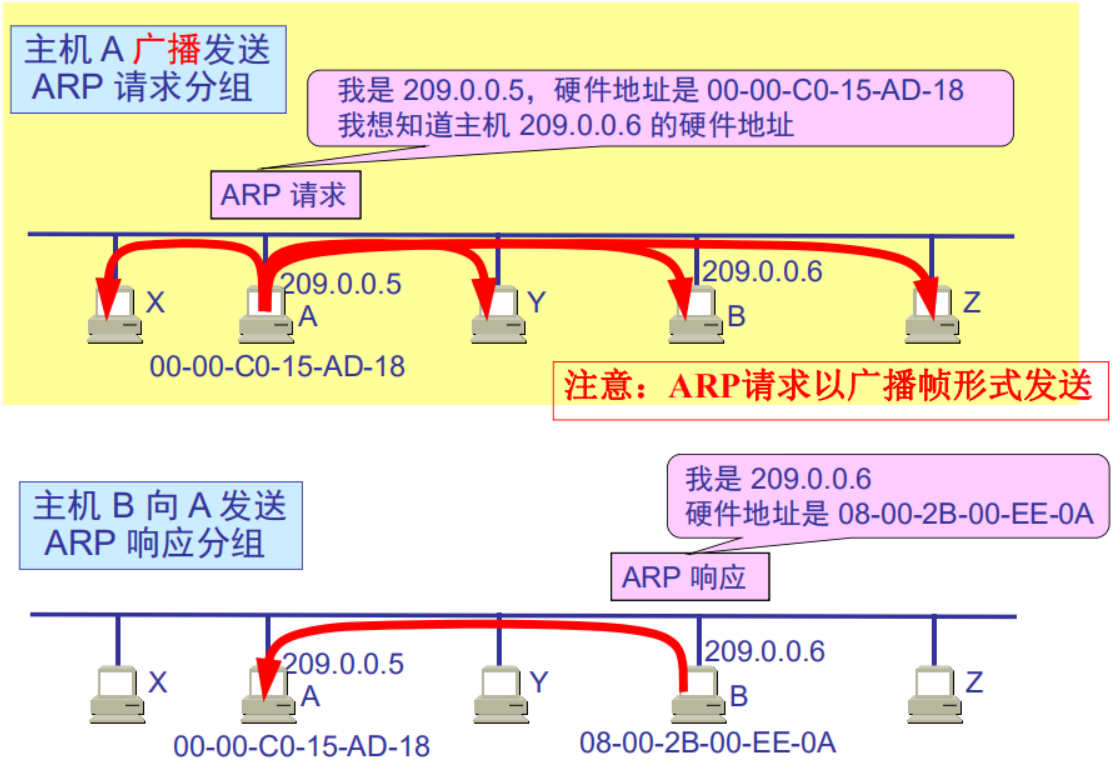 主机 A 广播发送
ARP 请求分组
我是 209.0.0.5，硬件地址是 00-00-C0-15-AD-18
我想知道主机 209.0.0.6 的硬件地址
ARP 请求
209.0.0.5
209.0.0.6
X
A
Y
B
Z
00-00-C0-15-AD-18
注意：ARP请求以广播帧形式发送
主机 B 向 A 发送
ARP 响应分组
我是 209.0.0.6
硬件地址是 08-00-2B-00-EE-0A
ARP 响应
209.0.0.5
209.0.0.6
X
A
Y
B
Z
00-00-C0-15-AD-18
08-00-2B-00-EE-0A